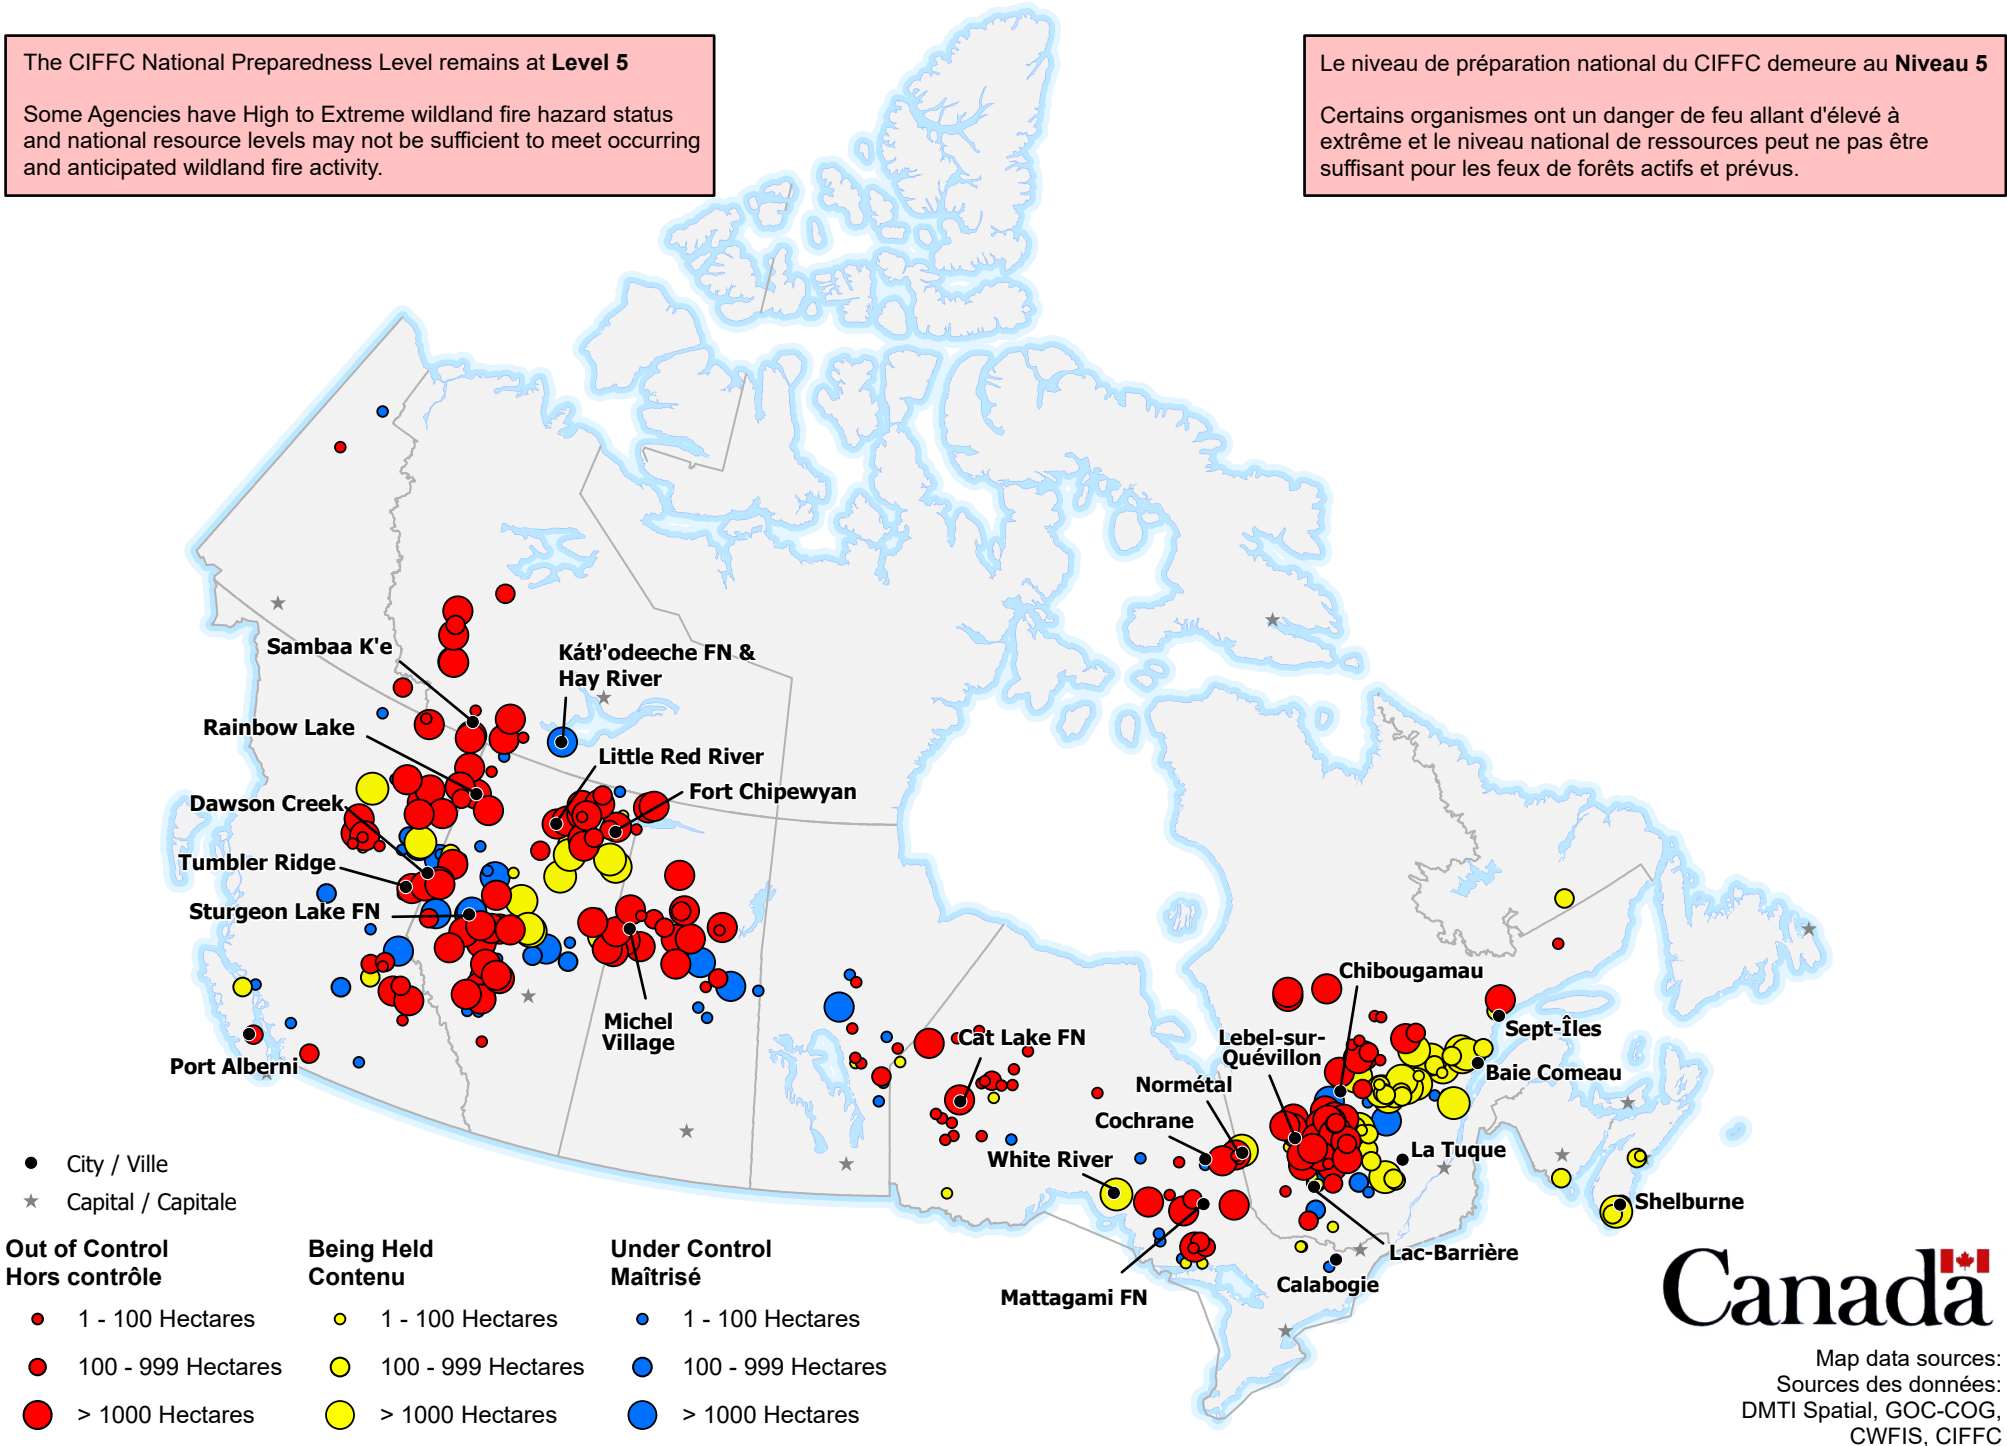 The CIFFC National Preparedness Level remains at Level 5
Some Agencies have High to Extreme wildland fire hazard status
and national resource levels may not be sufficient to meet occurring
and anticipated wildland fire activity.
Le niveau de préparation national du CIFFC demeure au Niveau 5
Certains organismes ont un danger de feu allant d'élevé à
extrême et le niveau national de ressources peut ne pas être
suffisant pour les feux de forêts actifs et prévus.
Sambaa K'e
Kátł'odeeche FN &
Hay River
Rainbow Lake
Little Red River
Fort Chipewyan
Dawson Creek
Tumbler Ridge
Sturgeon Lake FN
Michel
Village
Port Alberni
Cat Lake FN
Chibougamau
Lebel-sur-
Quévillon
Sept-Îles
Baie Comeau
Normétal
Cochrane
White River
La Tuque
Shelburne
Lac-Barrière
Calabogie
Mattagami FN
City / Ville
Capital / Capitale
Out of Control
Hors contrôle
1 - 100 Hectares
100 - 999 Hectares
> 1000 Hectares
Being Held
Contenu
1 - 100 Hectares
100 - 999 Hectares
> 1000 Hectares
Under Control
Maîtrisé
1 - 100 Hectares
100 - 999 Hectares
> 1000 Hectares
Canada
Map data sources:
Sources des données:
DMTI Spatial, GOC-COG,
CWFIS, CIFFC